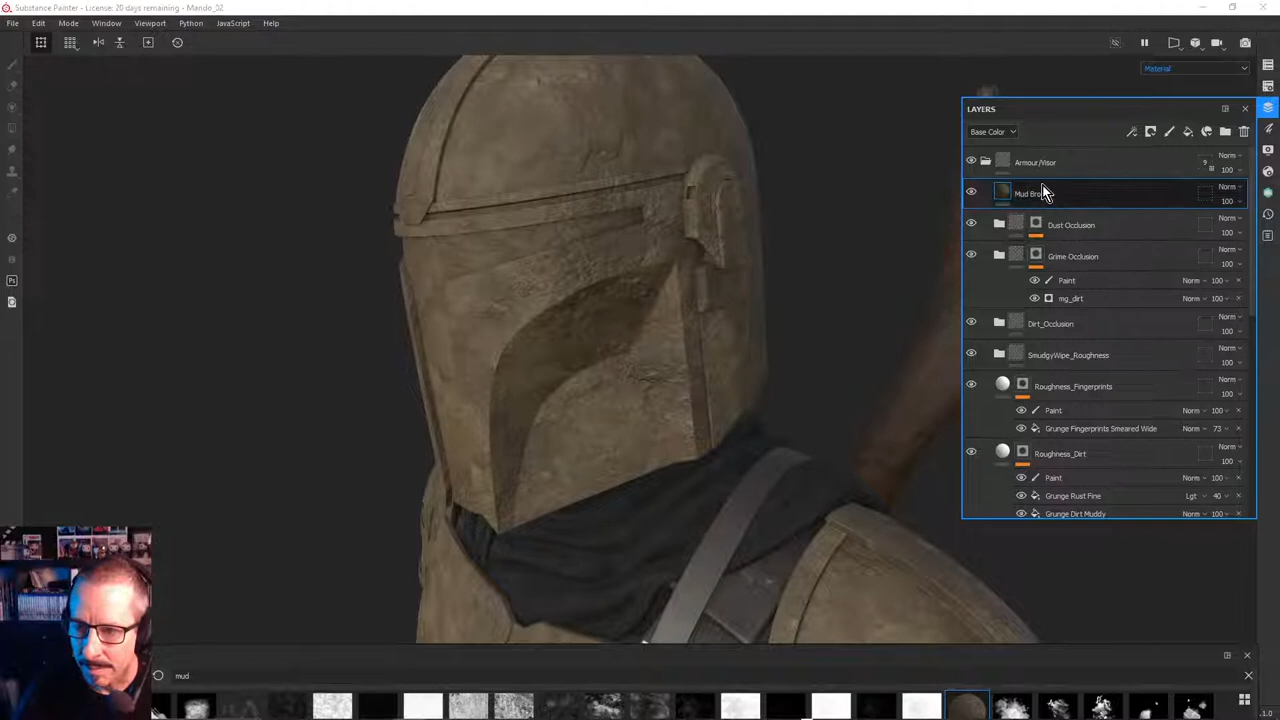 Substance Painter - License: 20 days remaining - Mando_02
File Edit Mode Window Viewport Python JavaScript Help
Material
LAYERS
Base Color
Armour/Visor 9 Norm 100
Mud Bro Norm 100
Dust Occlusion Norm 100
Grime Occlusion Norm 100
Paint Norm 100
mg_dirt Norm 100
Dirt_Occlusion Norm 100
SmudgyWipe_Roughness Norm 100
Roughness_Fingerprints Norm 100
Paint Norm 100
Grunge Fingerprints Smeared Wide Norm 73
Roughness_Dirt Norm 100
Paint Norm 100
Grunge Rust Fine Lgt 40
Grunge Dirt Muddy Norm 100
Ps
mud